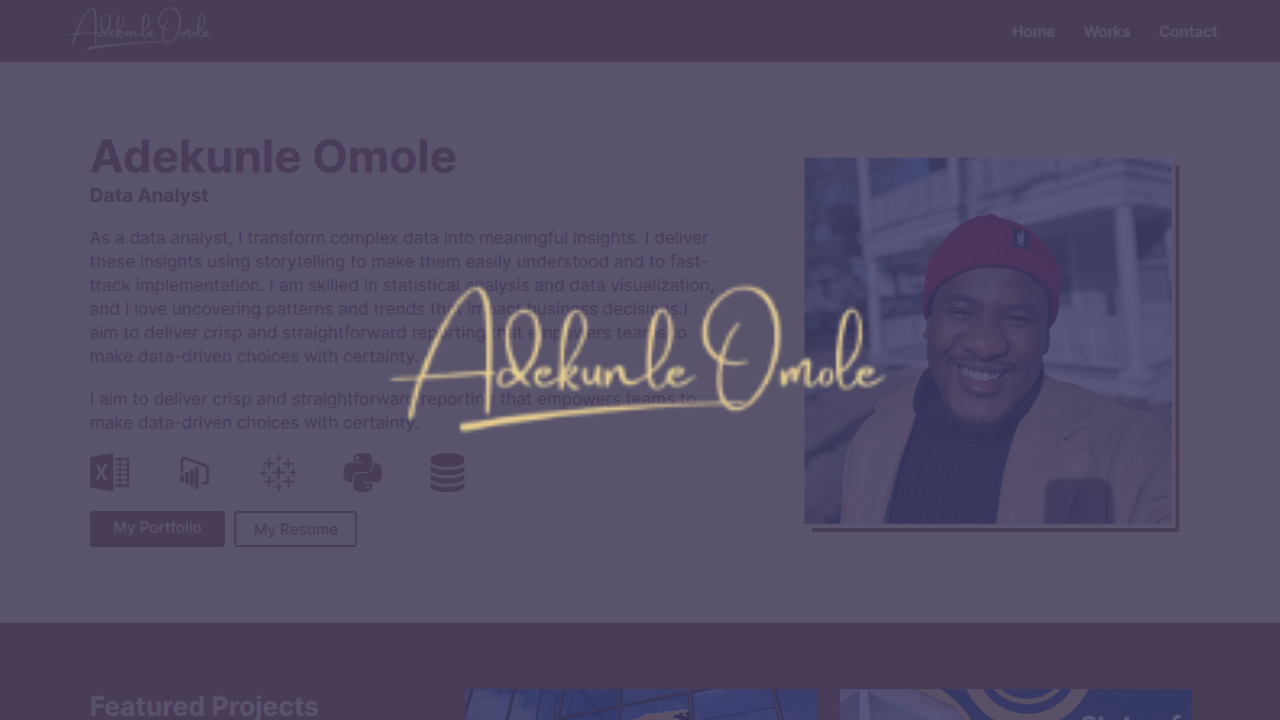 Adekunle Omole
Home Works Contact
Adekunle Omole
Data Analyst
As a data analyst, I transform complex data into meaningful insights. I deliver
these insights using storytelling to make them easily understood and to fast-
track implementation. I am skilled in statistical analysis and data visualization,
and I love uncovering patterns and trends that impact business decisions.I
aim to deliver crisp and straightforward reporting that empowers teams to
make data-driven choices with certainty.
Adekunle Omole
I aim to deliver crisp and straightforward reporting that empowers teams to
make data-driven choices with certainty.
X
My Portfolio My Resume
Featured Projects